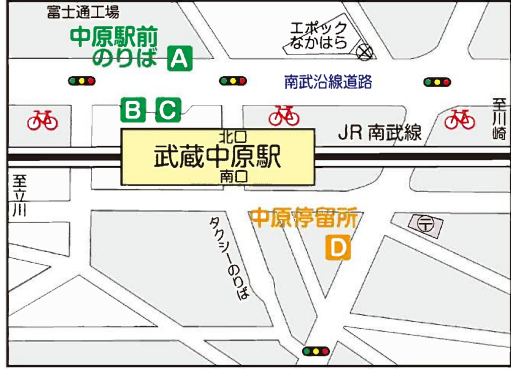 富士通工場
中原駅前
のりば
A
エポック
なかはら
南武沿線道路
B
C
至川崎
JR 南武線
北口
武蔵中原駅
南口
至立川
中原停留所
D
タクシーのりば
〒